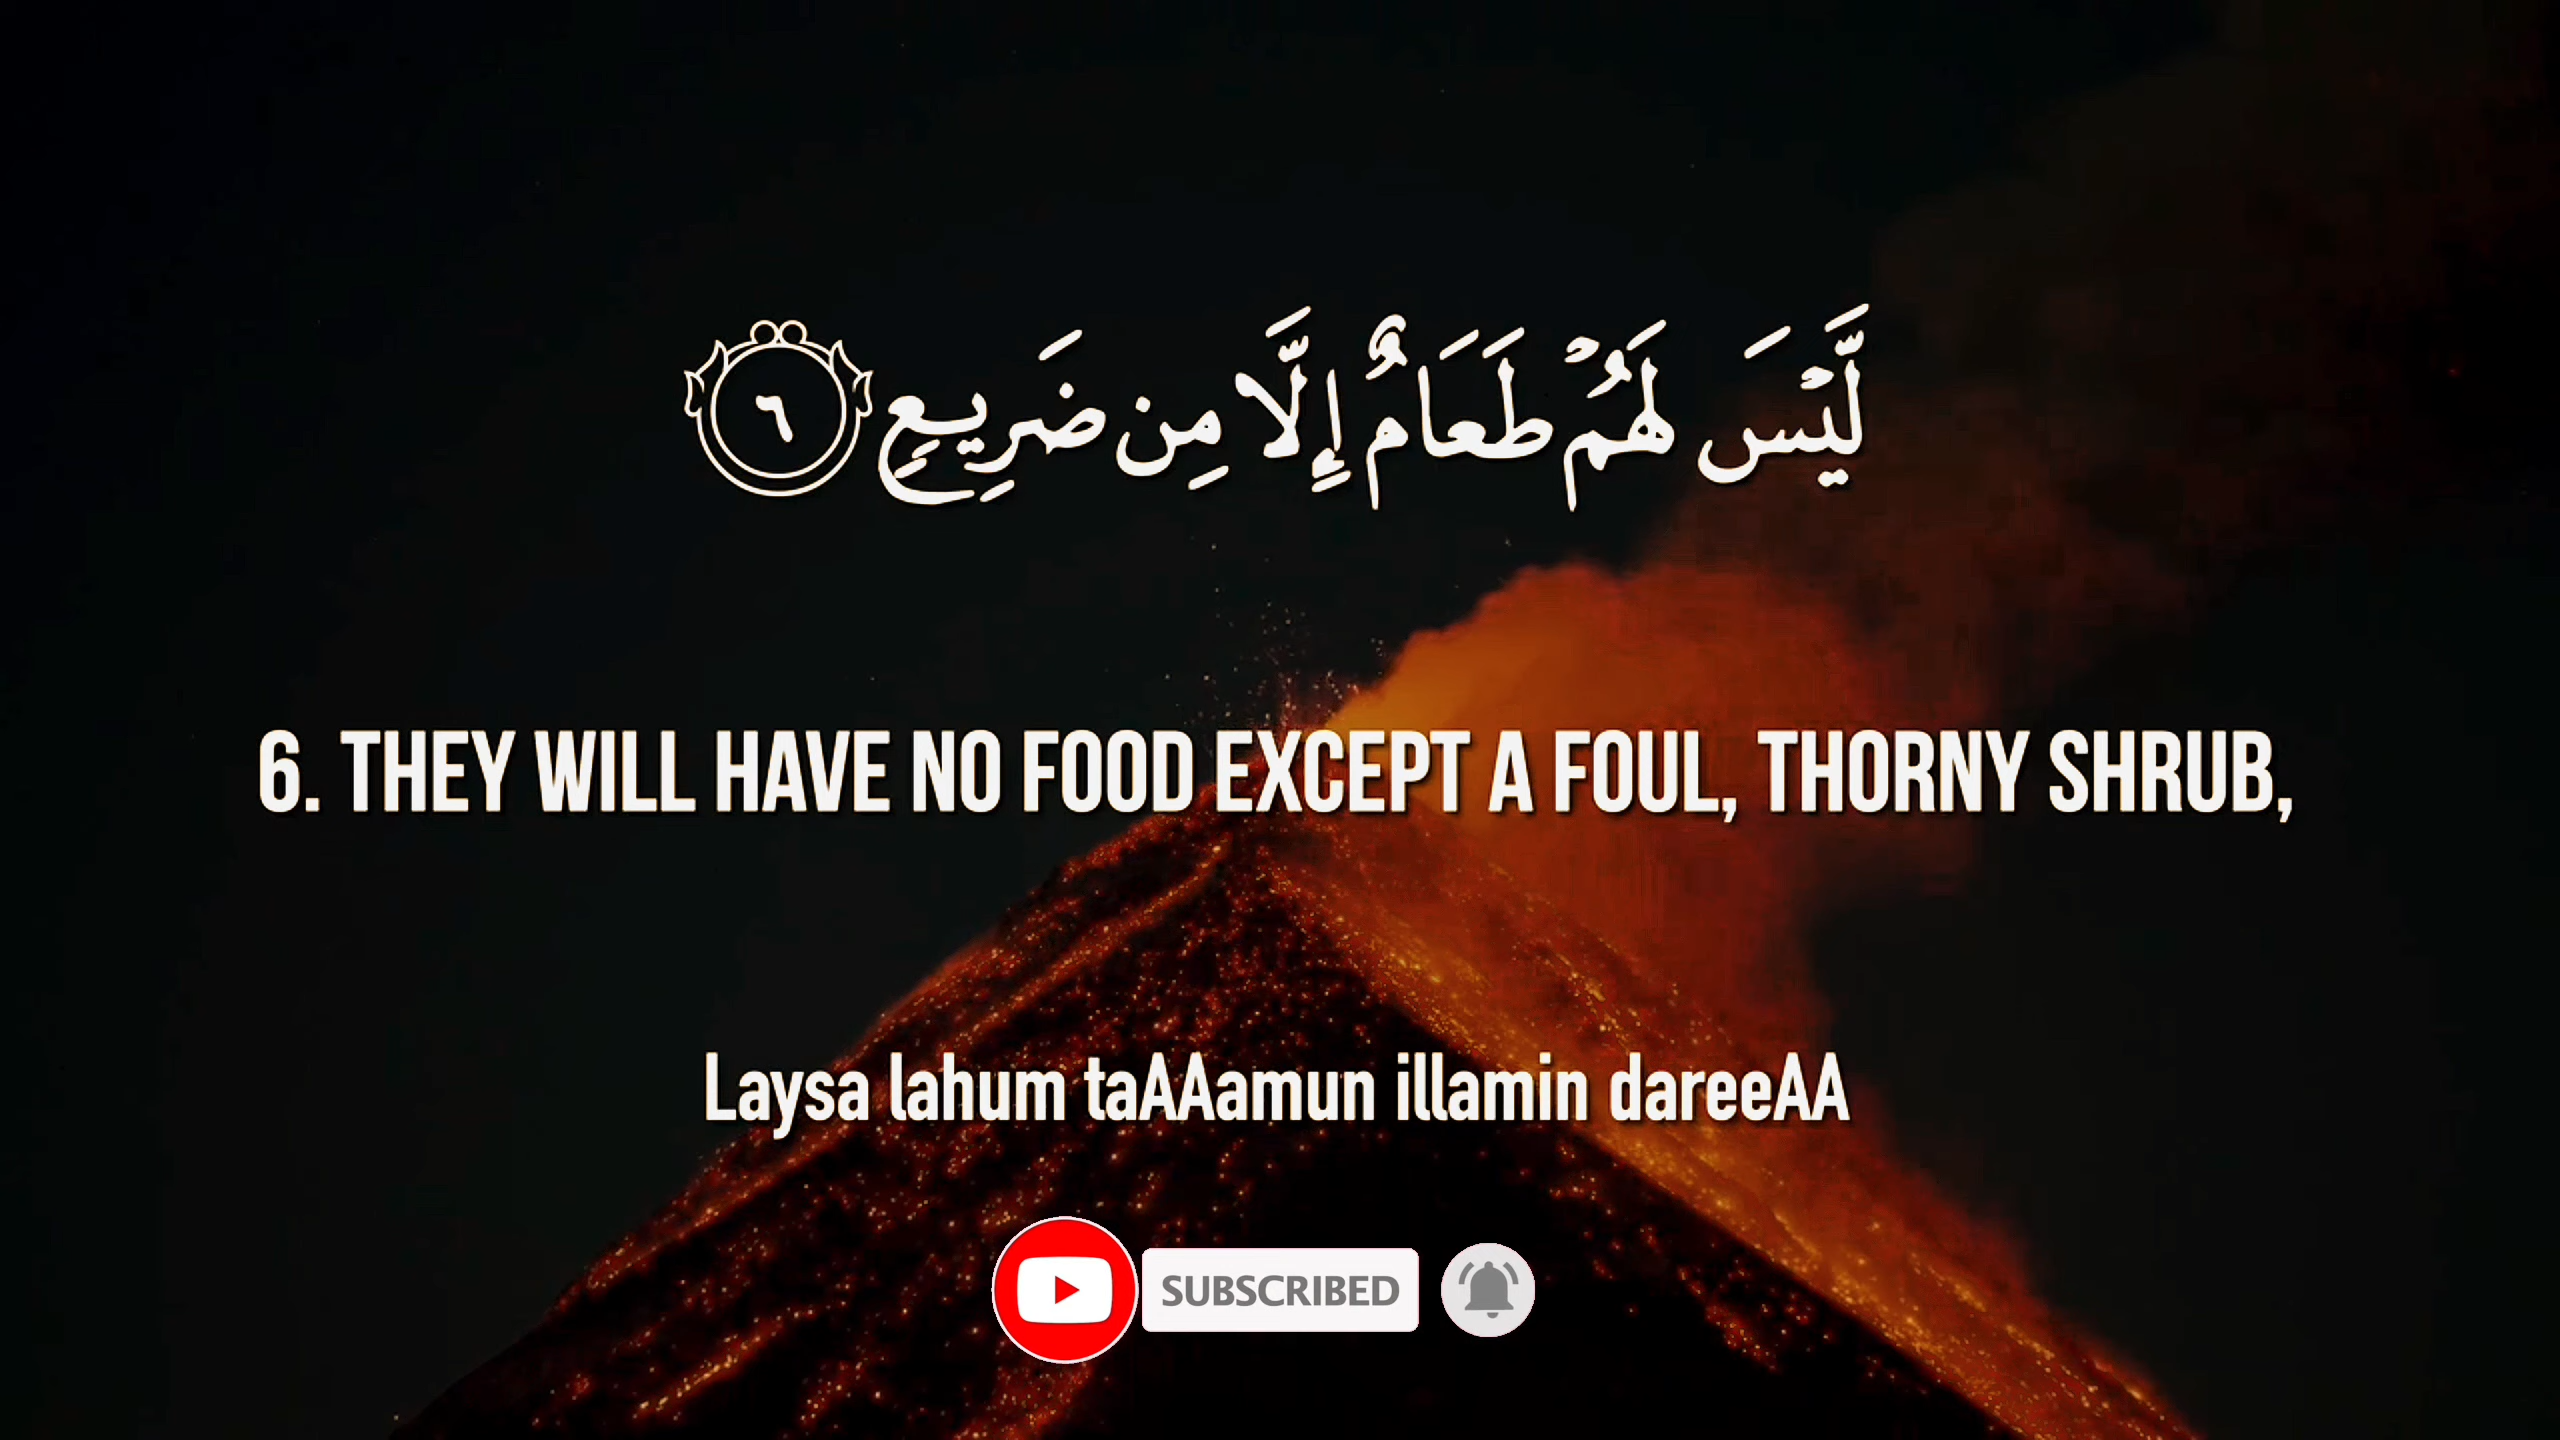 لَّيْسَ لَهُمْ طَعَامٌ إِلَّا مِن ضَرِيعٍ ٦
6. THEY WILL HAVE NO FOOD EXCEPT A FOUL, THORNY SHRUB,
Laysa lahum taAAamun illamin dareeAA
SUBSCRIBED